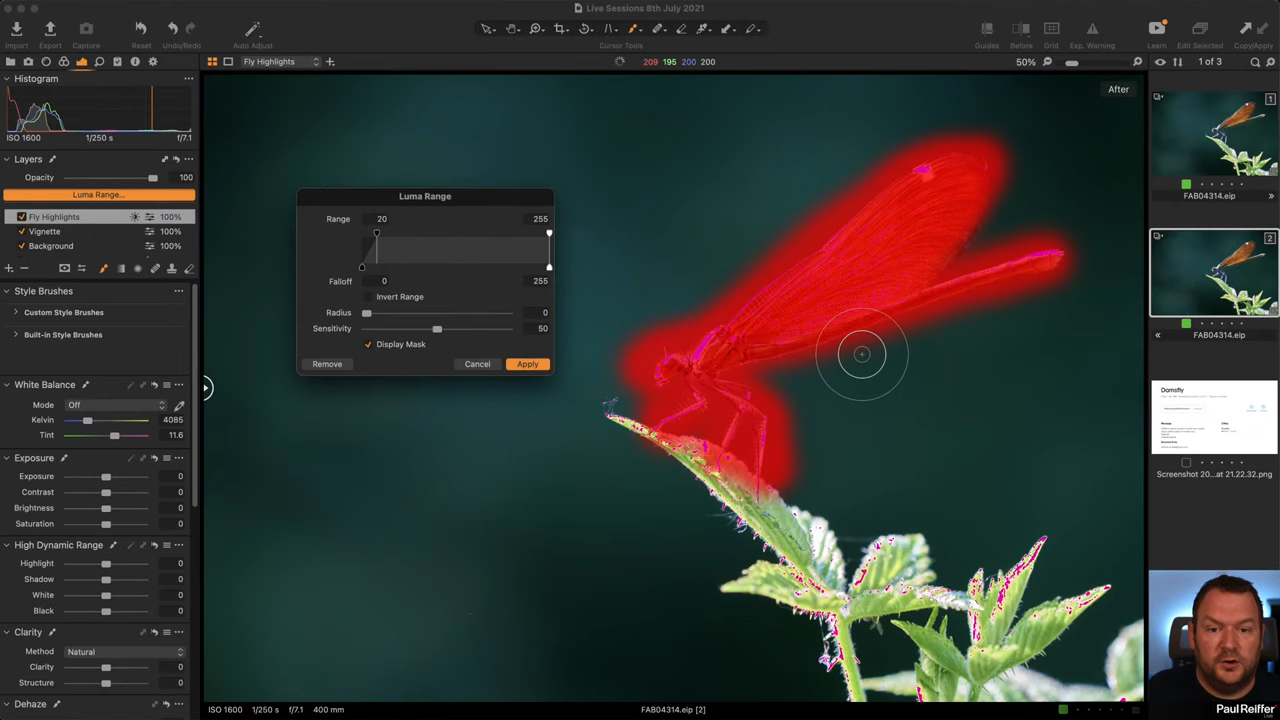 Live Sessions 8th July 2021
Import
Export
Capture
Reset
Undo/Redo
Auto Adjust
Cursor Tools
Guides
Before
Grid
Exp. Warning
Learn
Edit Selected
Copy/Apply
Fly Highlights
209 195 200 200
50%
1 of 3
Histogram
ISO 1600 1/250 s f/7.1
Layers
Opacity 100
Luma Range...
Fly Highlights 100%
Vignette 100%
Background 100%
Style Brushes
Custom Style Brushes
Built-in Style Brushes
White Balance
Mode Off
Kelvin 4085
Tint 11.6
Exposure
Exposure 0
Contrast 0
Brightness 0
Saturation 0
High Dynamic Range
Highlight 0
Shadow 0
White 0
Black 0
Clarity
Method Natural
Clarity 0
Structure 0
Dehaze
After
Luma Range
Range 20 255
Falloff 0 255
Invert Range
Radius 0
Sensitivity 50
Display Mask
Remove Cancel Apply
ISO 1600 1/250 s f/7.1 400 mm
FAB04314.eip [2]
1
FAB04314.eip
2
FAB04314.eip
Screenshot 20...at 21.22.32.png
PaulReiffer
Live